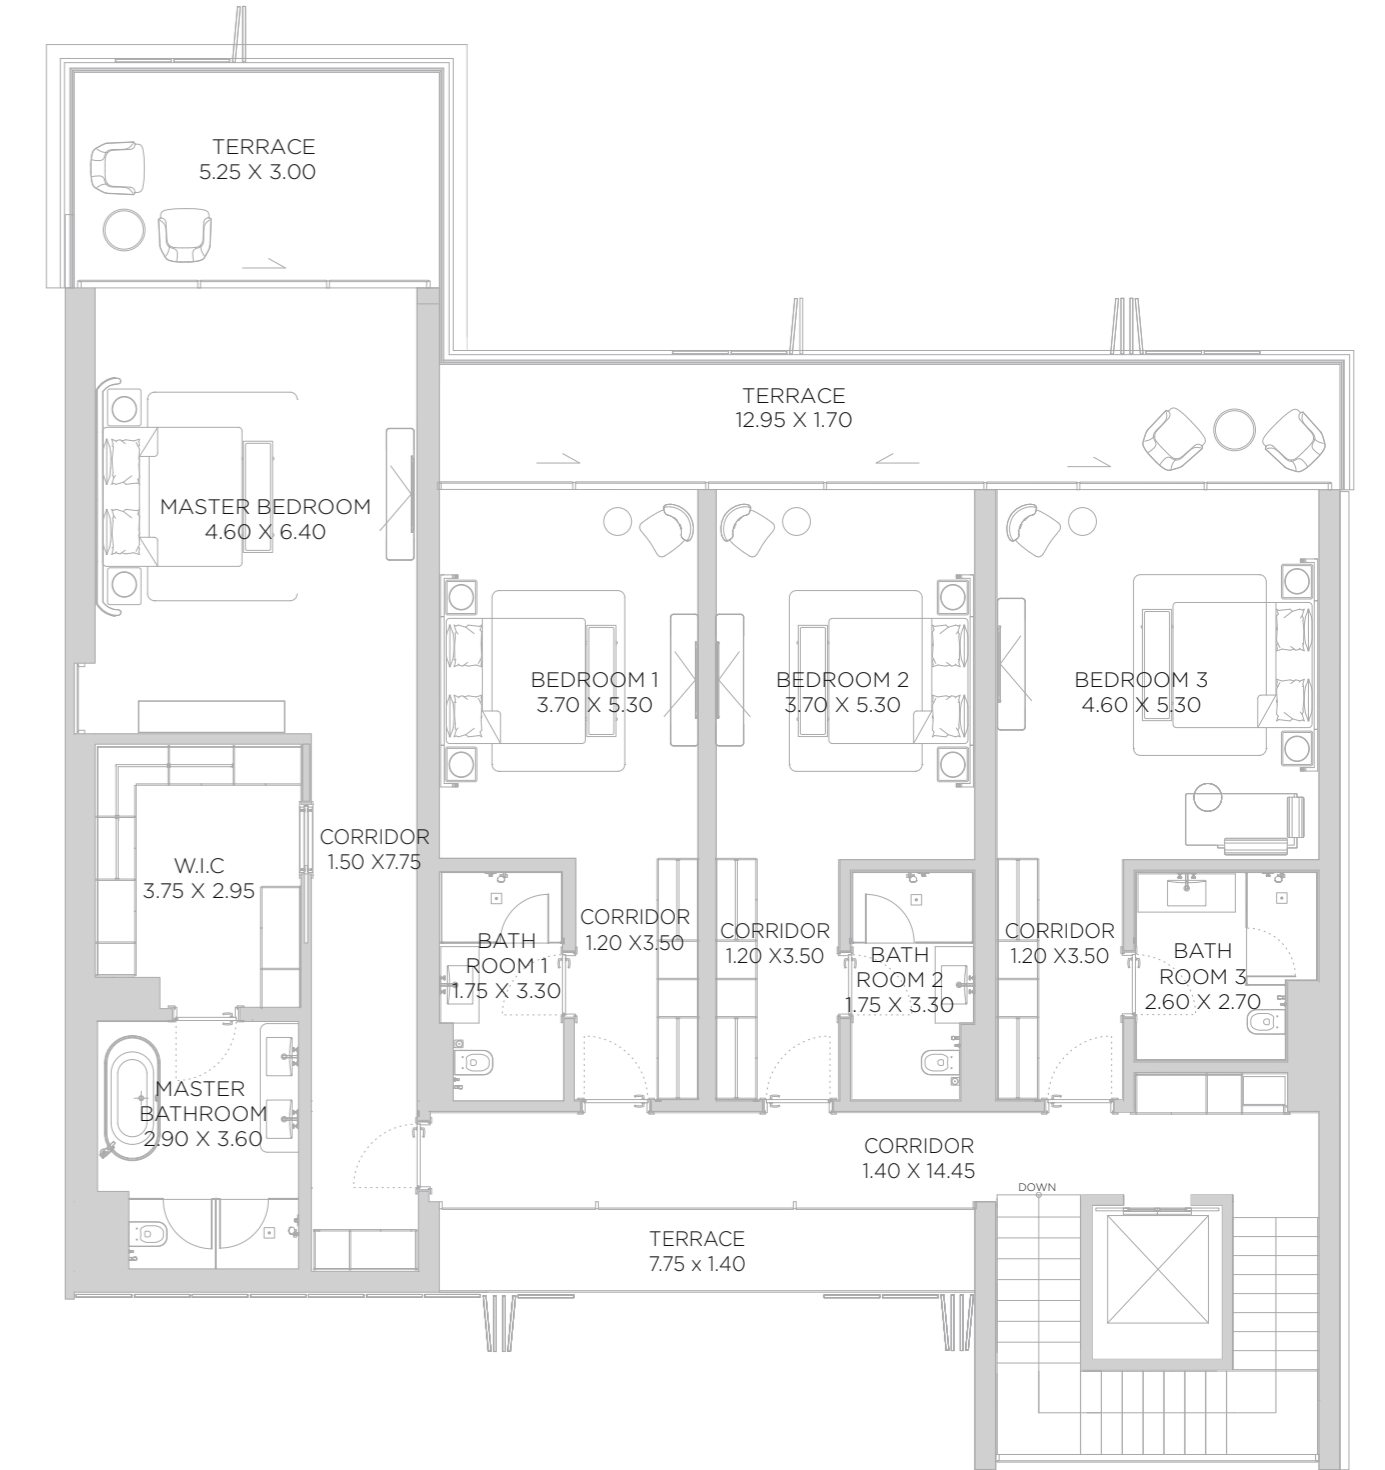 TERRACE
5.25 X 3.00
TERRACE
12.95 X 1.70
MASTER BEDROOM
4.60 X 6.40
BEDROOM 1
3.70 X 5.30
BEDROOM 2
3.70 X 5.30
BEDROOM 3
4.60 X 5.30
CORRIDOR
1.50 X7.75
W.I.C
3.75 X 2.95
CORRIDOR
1.20 X3.50
BATH
ROOM 1
1.75 X 3.30
CORRIDOR
1.20 X3.50
BATH
ROOM 2
1.75 X 3.30
CORRIDOR
1.20 X3.50
BATH
ROOM 3
2.60 X 2.70
MASTER
BATHROOM
2.90 X 3.60
CORRIDOR
1.40 X 14.45
DOWN
TERRACE
7.75 x 1.40